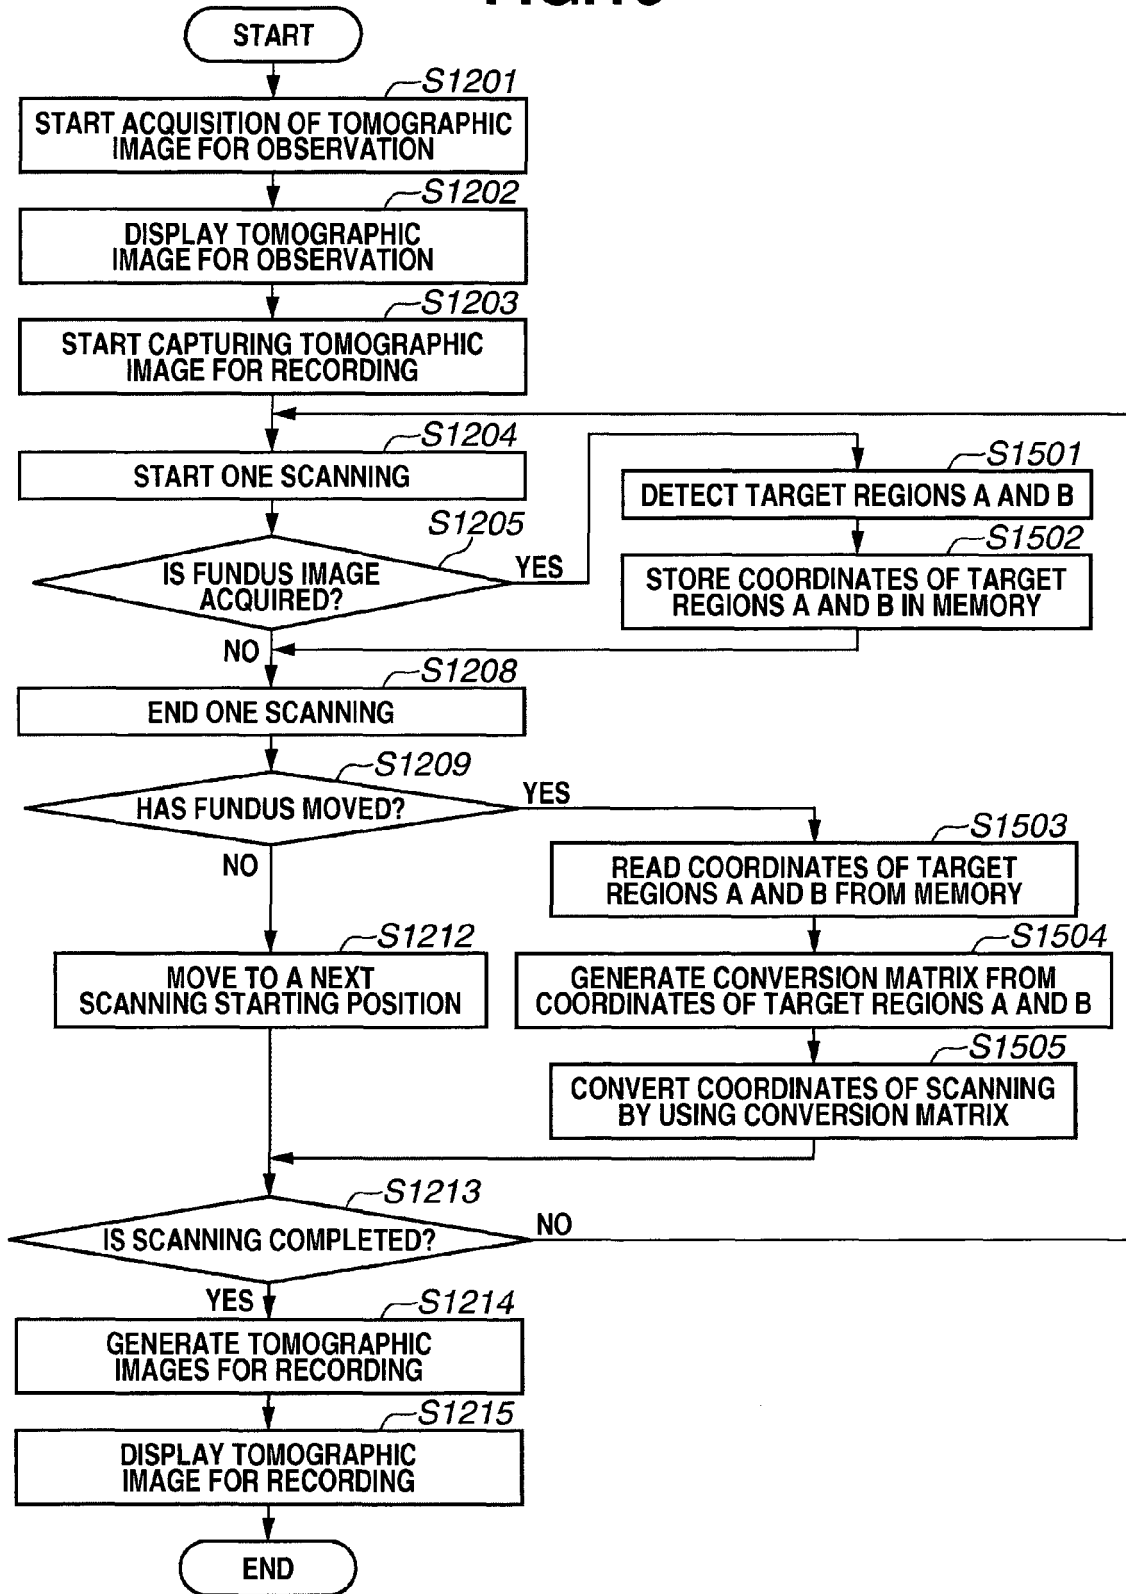 START
S1201
START ACQUISITION OF TOMOGRAPHIC
IMAGE FOR OBSERVATION
S1202
DISPLAY TOMOGRAPHIC
IMAGE FOR OBSERVATION
S1203
START CAPTURING TOMOGRAPHIC
IMAGE FOR RECORDING
S1204
START ONE SCANNING
S1205
IS FUNDUS IMAGE
ACQUIRED?
YES
S1501
DETECT TARGET REGIONS A AND B
S1502
STORE COORDINATES OF TARGET
REGIONS A AND B IN MEMORY
NO
S1208
END ONE SCANNING
S1209
HAS FUNDUS MOVED?
YES
S1503
READ COORDINATES OF TARGET
REGIONS A AND B FROM MEMORY
NO
S1212
MOVE TO A NEXT
SCANNING STARTING POSITION
S1504
GENERATE CONVERSION MATRIX FROM
COORDINATES OF TARGET REGIONS A AND B
S1505
CONVERT COORDINATES OF SCANNING
BY USING CONVERSION MATRIX
S1213
IS SCANNING COMPLETED?
NO
YES
S1214
GENERATE TOMOGRAPHIC
IMAGES FOR RECORDING
S1215
DISPLAY TOMOGRAPHIC
IMAGE FOR RECORDING
END